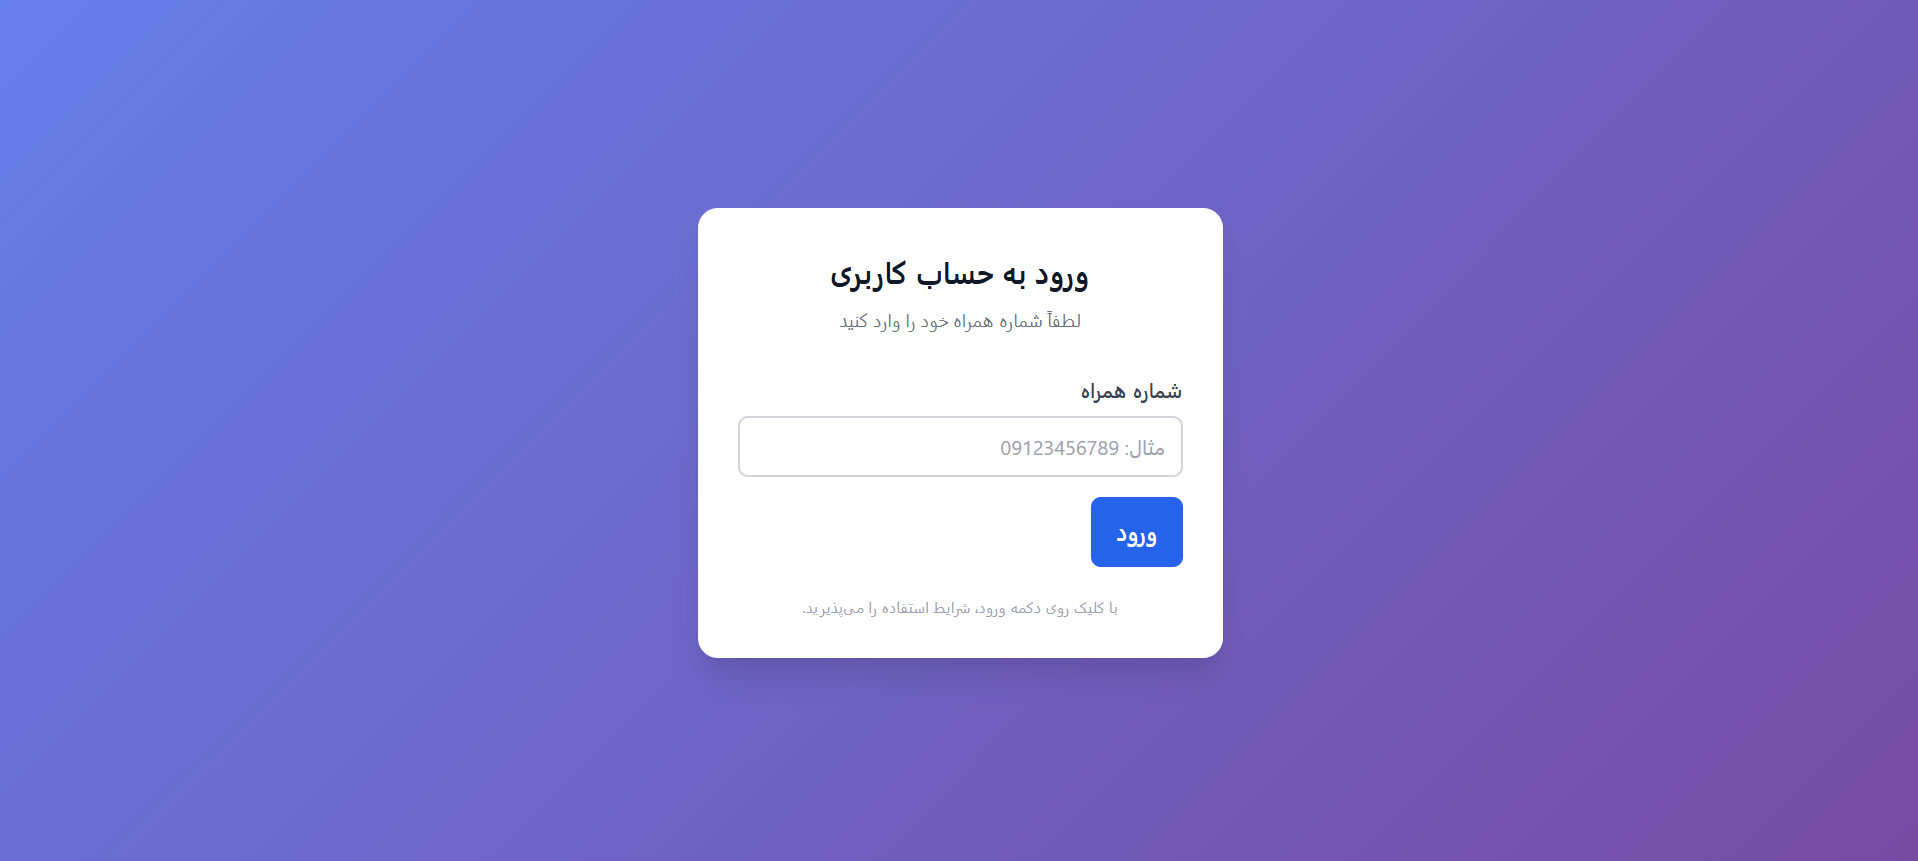 ورود به حساب کاربری
لطفاً شماره همراه خود را وارد کنید
شماره همراه
مثال: 09123456789
ورود
با کلیک روی دکمه ورود، شرایط استفاده را می‌پذیرید.